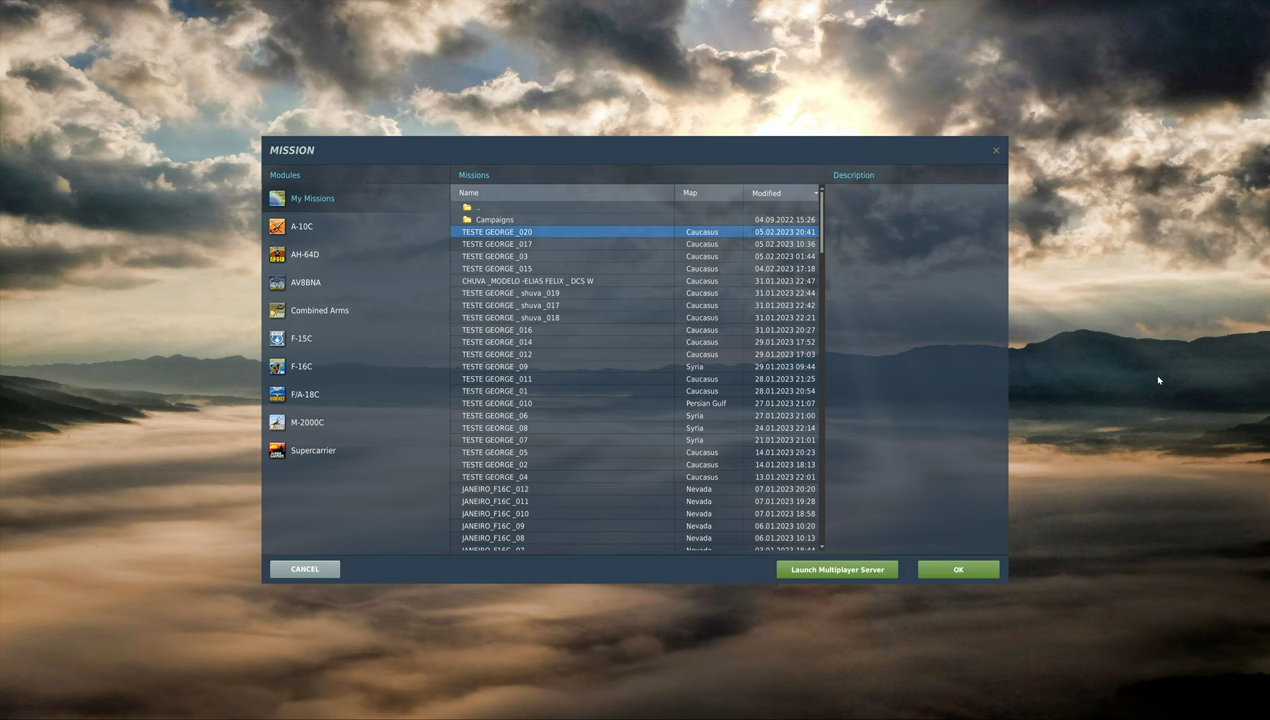 MISSION
Modules
Missions
Description
My Missions
A-10C
AH-64D
AV8BNA
Combined Arms
F-15C
F-16C
F/A-18C
M-2000C
Supercarrier
Name Map Modified
..
Campaigns 04.09.2022 15:26
TESTE GEORGE _020 Caucasus 05.02.2023 20:41
TESTE GEORGE _017 Caucasus 05.02.2023 10:36
TESTE GEORGE _03 Caucasus 05.02.2023 01:44
TESTE GEORGE _015 Caucasus 04.02.2023 17:18
CHUVA _MODELO -ELIAS FELIX _ DCS W Caucasus 31.01.2023 22:47
TESTE GEORGE _ shuva _019 Caucasus 31.01.2023 22:44
TESTE GEORGE _ shuva _017 Caucasus 31.01.2023 22:42
TESTE GEORGE _ shuva _018 Caucasus 31.01.2023 22:21
TESTE GEORGE _016 Caucasus 31.01.2023 20:27
TESTE GEORGE _014 Caucasus 29.01.2023 17:52
TESTE GEORGE _012 Caucasus 29.01.2023 17:03
TESTE GEORGE _09 Syria 29.01.2023 09:44
TESTE GEORGE _011 Caucasus 28.01.2023 21:25
TESTE GEORGE _01 Caucasus 28.01.2023 20:54
TESTE GEORGE _010 Persian Gulf 27.01.2023 21:07
TESTE GEORGE _06 Syria 27.01.2023 21:00
TESTE GEORGE _08 Syria 24.01.2023 22:14
TESTE GEORGE _07 Syria 21.01.2023 21:01
TESTE GEORGE _05 Caucasus 14.01.2023 20:23
TESTE GEORGE _02 Caucasus 14.01.2023 18:13
TESTE GEORGE _04 Caucasus 13.01.2023 22:01
JANEIRO_F16C _012 Nevada 07.01.2023 20:20
JANEIRO_F16C _011 Nevada 07.01.2023 19:28
JANEIRO_F16C _010 Nevada 07.01.2023 18:58
JANEIRO_F16C _09 Nevada 06.01.2023 10:20
JANEIRO_F16C _08 Nevada 06.01.2023 10:13
CANCEL
Launch Multiplayer Server
OK